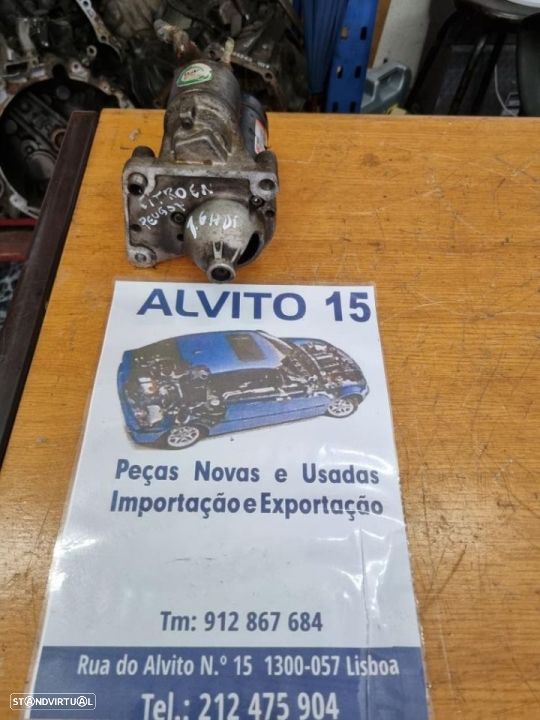 CITROEN
PEUGOT
1.6HDI
ALVITO 15
Peças Novas e Usadas
Importação e Exportação
Tm: 912 867 684
Rua do Alvito N.º 15 1300-057 Lisboa
Tel.: 212 475 904
STANDVIRTUAL